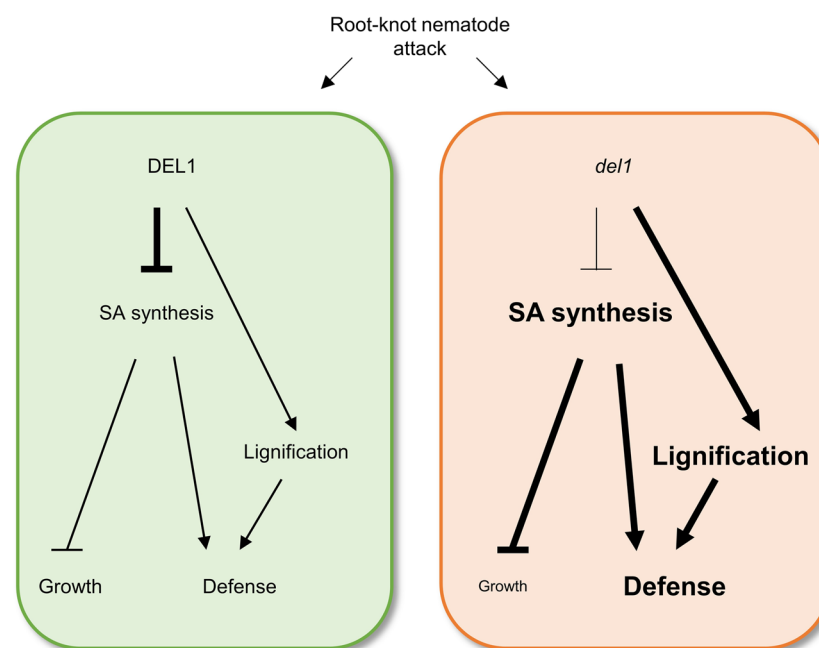 Root-knot nematode
attack
DEL1
SA synthesis
Lignification
Growth
Defense
del1
SA synthesis
Lignification
Growth
Defense